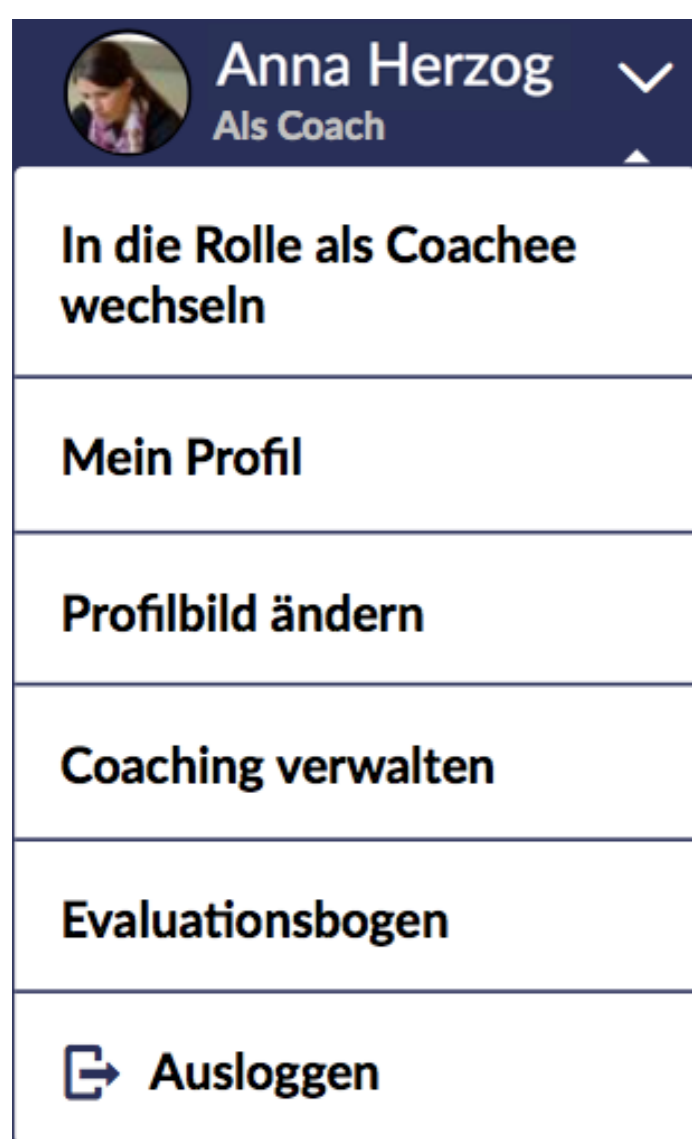 Anna Herzog
Als Coach
In die Rolle als Coachee
wechseln
Mein Profil
Profilbild ändern
Coaching verwalten
Evaluationsbogen
Ausloggen